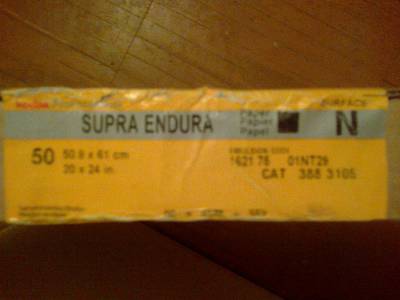 Kodak
SURFACE
SUPRA ENDURA
Paper
Papier
Papel
N
50
50.8 x 61 cm
20 x 24 in.
EMULSION CODE
1621 76 01NT29
CAT 388 3105